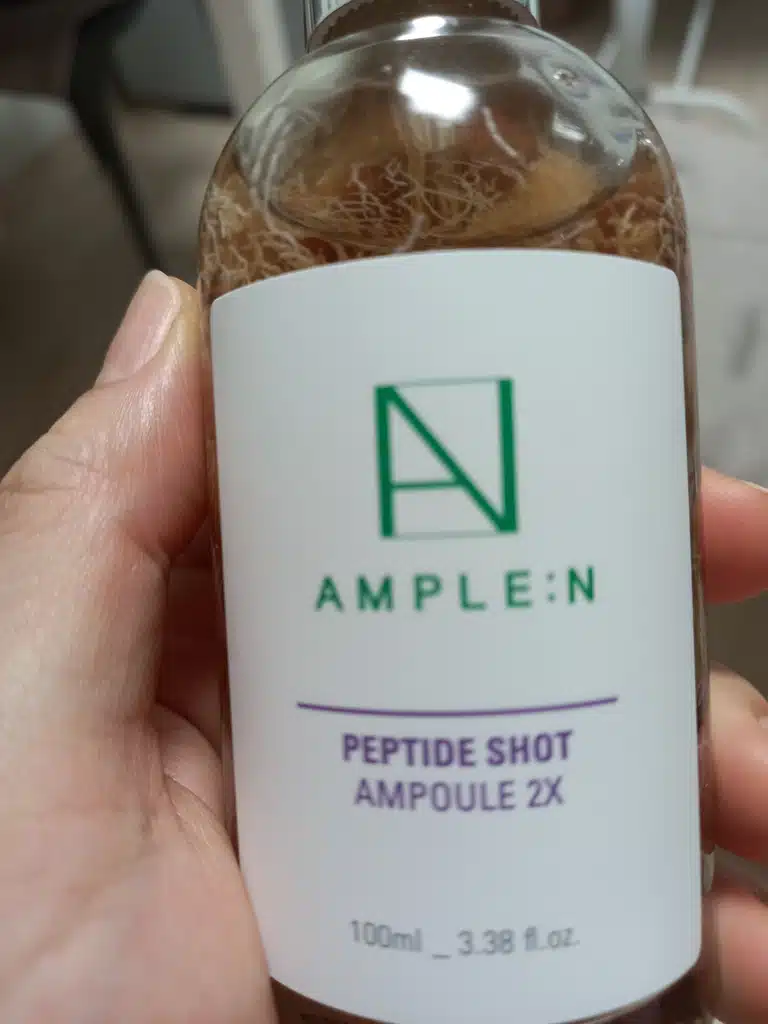 AMPLE:N
PEPTIDE SHOT
AMPOULE 2X
100ml _ 3.38 fl.oz.